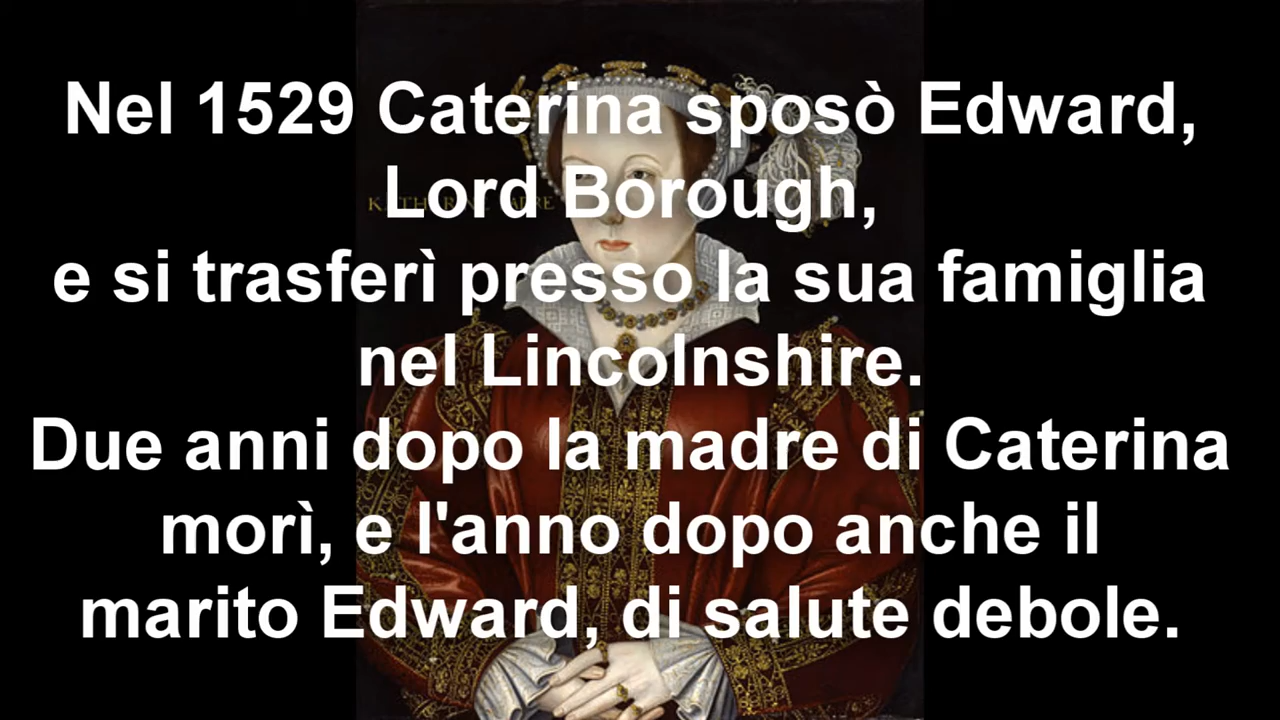 Nel 1529 Caterina sposò Edward,
Lord Borough,
e si trasferì presso la sua famiglia
nel Lincolnshire.
Due anni dopo la madre di Caterina
morì, e l'anno dopo anche il
marito Edward, di salute debole.